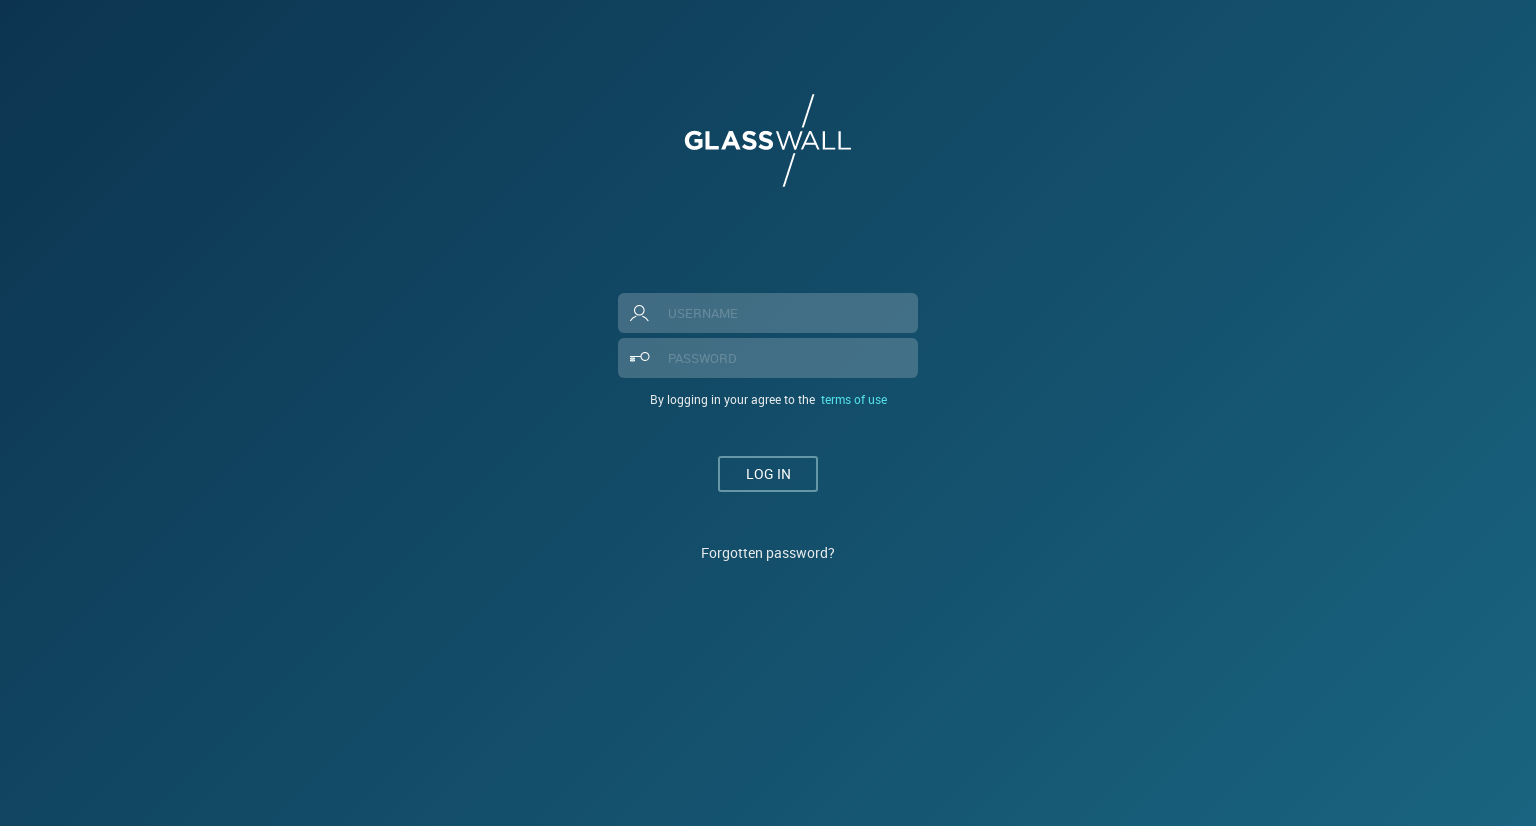 GLASSWALL
USERNAME
PASSWORD
By logging in your agree to the terms of use
LOG IN
Forgotten password?